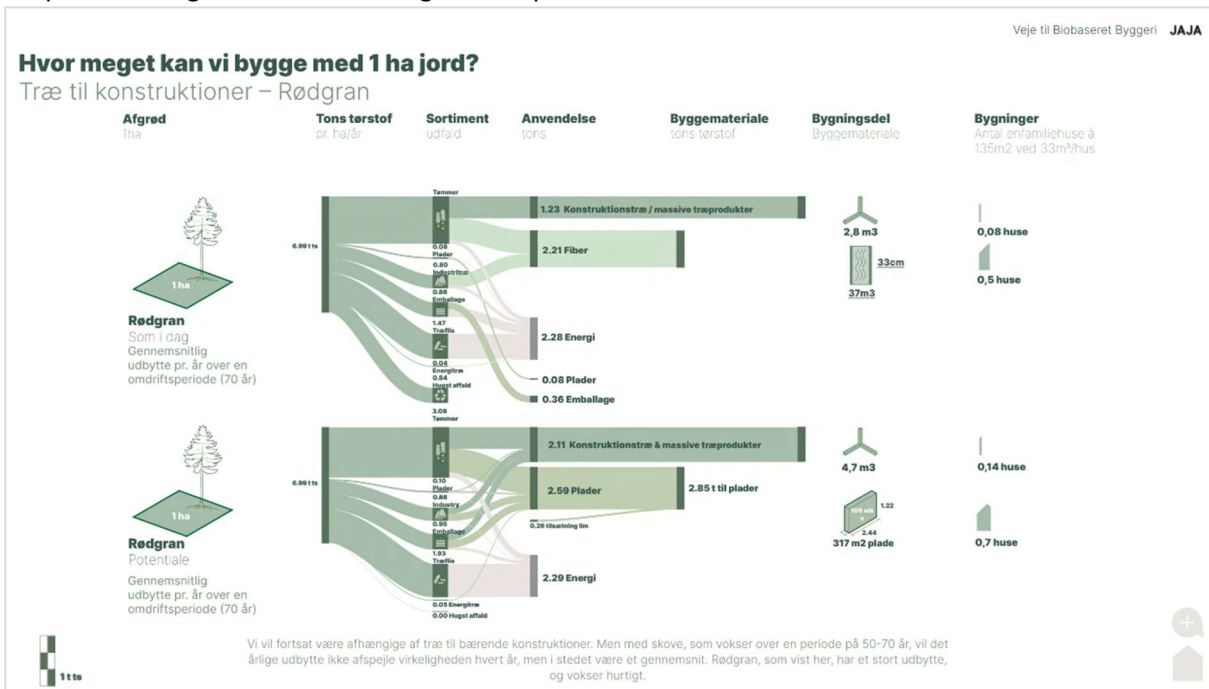 Veje til Biobaseret Byggeri JAJA
Hvor meget kan vi bygge med 1 ha jord?
Træ til konstruktioner – Rødgran
Afgrød
1ha
Tons tørstof
pr. ha/år
Sortiment
udfald
Anvendelse
tons
Byggemateriale
tons tørstof
Bygningsdel
Byggemateriale
Bygninger
Antal enfamiliehuse à
135m2 ved 33m³/hus
1 ha
Rødgran
Som i dag
Gennemsnitlig
udbytte pr. år over en
omdriftsperiode (70 år)
6.99 tts
Tømmer
0.08
Plader
0.80
Industritræ
0.86
Emballage
1.47
Træflis
0.04
Energitræ
0.84
Hugst affald
1.23 Konstruktionstræ / massive træprodukter
2.21 Fiber
2.28 Energi
0.08 Plader
0.36 Emballage
2,8 m3
33cm
37m3
0,08 huse
0,5 huse
1 ha
Rødgran
Potentiale
Gennemsnitlig
udbytte pr. år over en
omdriftsperiode (70 år)
6.99 tts
3.08
Tømmer
0.10
Plader
0.88
Industry
0.95
Emballage
1.93
Træflis
0.05 Energitræ
0.00 Hugst affald
2.11 Konstruktionstræ & massive træprodukter
2.59 Plader
2.85 t til plader
0.26 tilsætning lim
2.29 Energi
4,7 m3
1.22
2.44
317 m2 plade
0,14 huse
0,7 huse
Vi vil fortsat være afhængige af træ til bærende konstruktioner. Men med skove, som vokser over en periode på 50-70 år, vil det
årlige udbytte ikke afspejle virkeligheden hvert år, men i stedet være et gennemsnit. Rødgran, som vist her, har et stort udbytte,
og vokser hurtigt.
1 tts